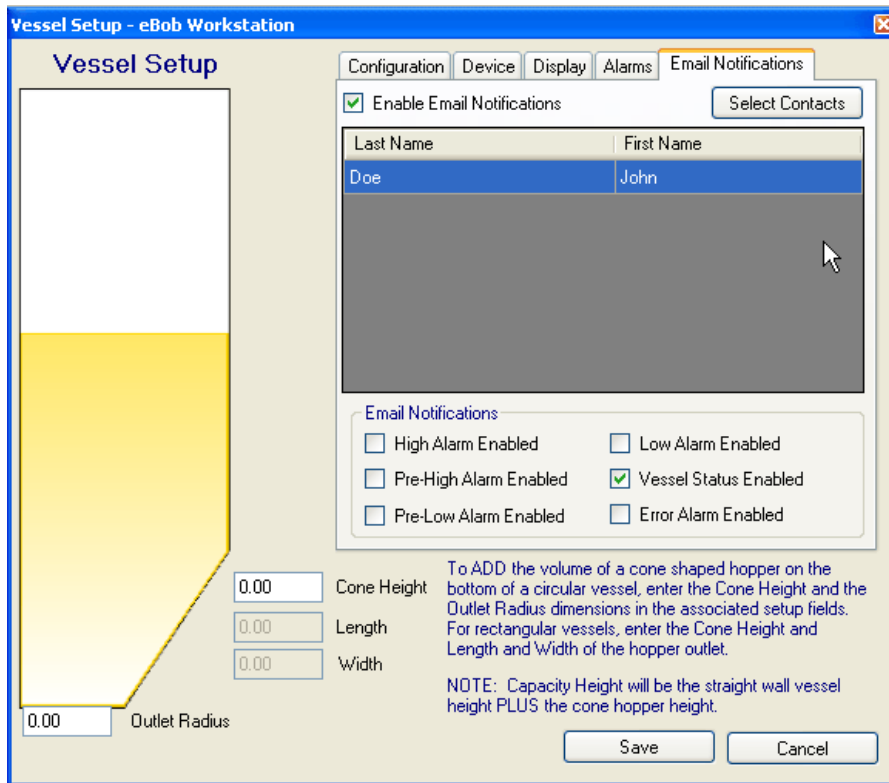 Vessel Setup - eBob Workstation
Vessel Setup
Configuration Device Display Alarms Email Notifications
Enable Email Notifications
Select Contacts
Last Name First Name
Doe John
Email Notifications
High Alarm Enabled Low Alarm Enabled
Pre-High Alarm Enabled Vessel Status Enabled
Pre-Low Alarm Enabled Error Alarm Enabled
0.00 Cone Height
0.00 Length
0.00 Width
0.00 Outlet Radius
To ADD the volume of a cone shaped hopper on the
bottom of a circular vessel, enter the Cone Height and the
Outlet Radius dimensions in the associated setup fields.
For rectangular vessels, enter the Cone Height and
Length and Width of the hopper outlet.
NOTE: Capacity Height will be the straight wall vessel
height PLUS the cone hopper height.
Save Cancel